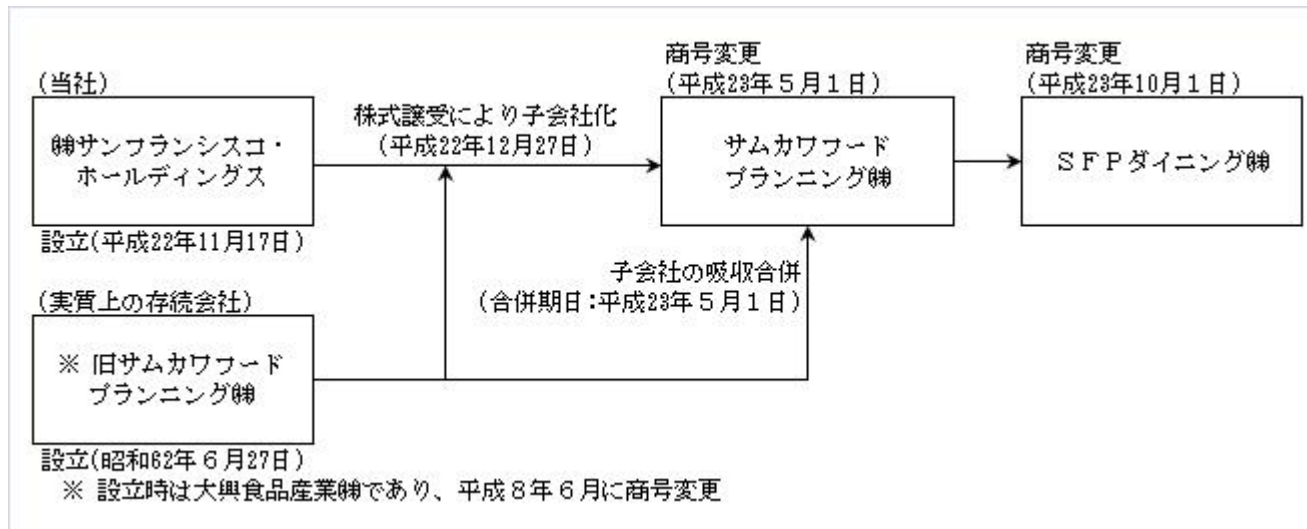 (当社)
㈱サンフランシスコ・
ホールディングス
設立(平成22年11月17日)
株式譲受により子会社化
(平成22年12月27日)
商号変更
(平成23年5月1日)
サムカワフード
プランニング㈱
商号変更
(平成23年10月1日)
SFPダイニング㈱
(実質上の存続会社)
※ 旧サムカワフード
プランニング㈱
子会社の吸収合併
(合併期日:平成23年5月1日)
設立(昭和62年6月27日)
※ 設立時は大興食品産業㈱であり、平成8年6月に商号変更